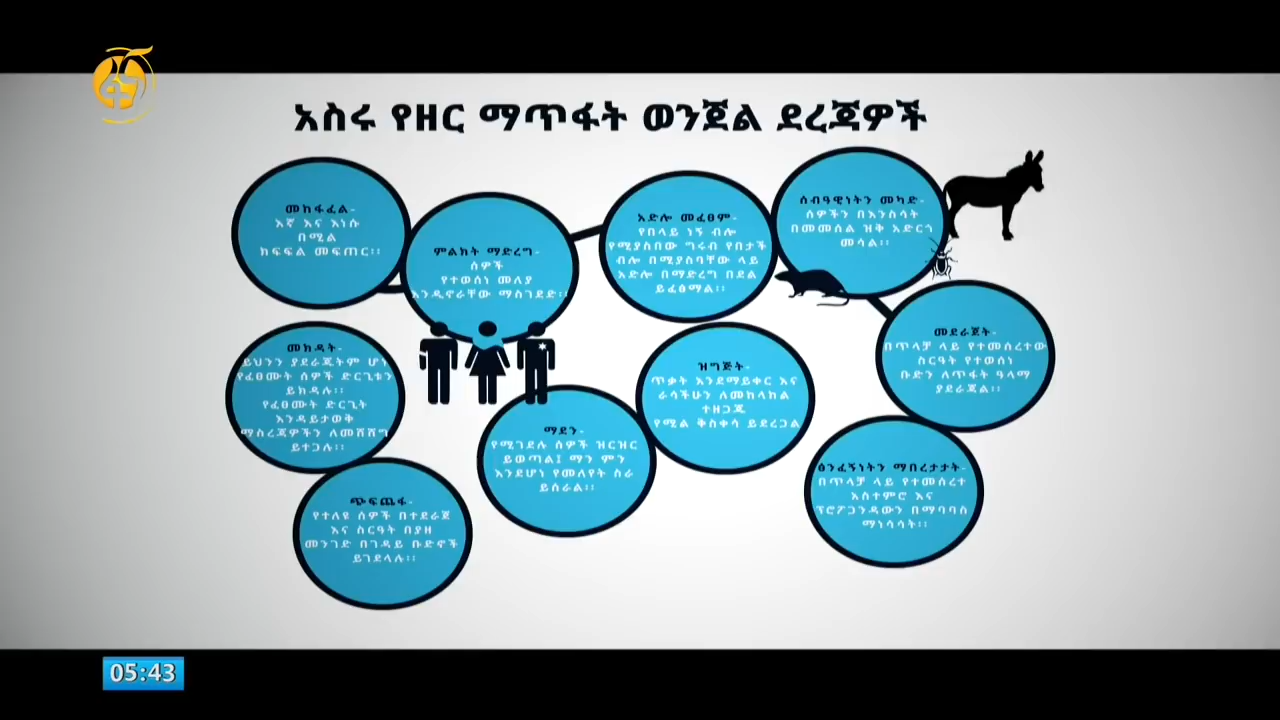 አስሩ የዘር ማጥፋት ወንጀል ደረጃዎች
መከፋፈል-
እኛ እና እነሱ
በሚል
ክፍፍል መፍጠር፡፡
ምልክት ማድረግ-
ሰዎች
የተወሰነ መለያ
እንዲኖራቸው ማስገደድ፡፡
አድሎ መፈፀም-
የበላይ ነኝ ብሎ
የሚያስበው ግሩብ የበታች
ብሎ በሚያስባቸው ላይ
አድሎ በማድረግ በደል
ይፈፅማል፡፡
ሰብዓዊነትን መካድ-
ሰዎችን በእንስሳት
በመመሰል ዝቅ አድርጎ
መሳል፡፡
መደራጀት-
በጥላቻ ላይ የተመሰረተው
ስርዓት የተወሰነ
ቡድን ለጥፋት ዓላማ
ያደራጃል፡፡
ፅንፈኝነትን ማበረታታት-
በጥላቻ ላይ የተመሰረተ
አስተምሮ እና
ፕሮፖጋንዳውን በማባባስ
ማነሳሳት፡፡
ዝግጅት-
ጥቃት እንደማይቀር እና
ራሳችሁን ለመከላከል
ተዘጋጁ
የሚል ቅስቀሳ ይደረጋል
ማደን-
የሚገደሉ ሰዎች ዝርዝር
ይወጣል፤ ማን ምን
እንደሆነ የመለየት ስራ
ይሰራል፡፡
ጭፍጨፋ-
የተለዩ ሰዎች በተደራጀ
እና ስርዓት በያዘ
መንገድ በገዳይ ቡድኖች
ይገደላሉ፡፡
መክዳት-
ይህንን ያደራጁትም ሆነ
የፈፀሙት ሰዎች ድርጊቱን
ይክዳሉ፡፡
የፈፀሙት ድርጊት
እንዳይታወቅ
ማስረጃዎችን ለመሸሸግ
ይተጋሉ፡፡
05:43